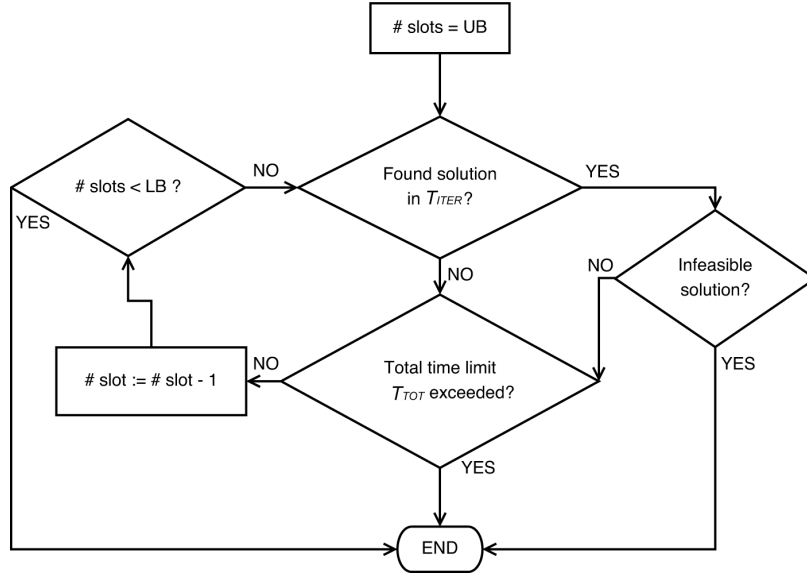 # slots = UB
# slots < LB ?
NO
Found solution
in TITER?
YES
YES
NO
NO
Infeasible
solution?
# slot := # slot - 1
NO
Total time limit
TTOT exceeded?
YES
YES
END